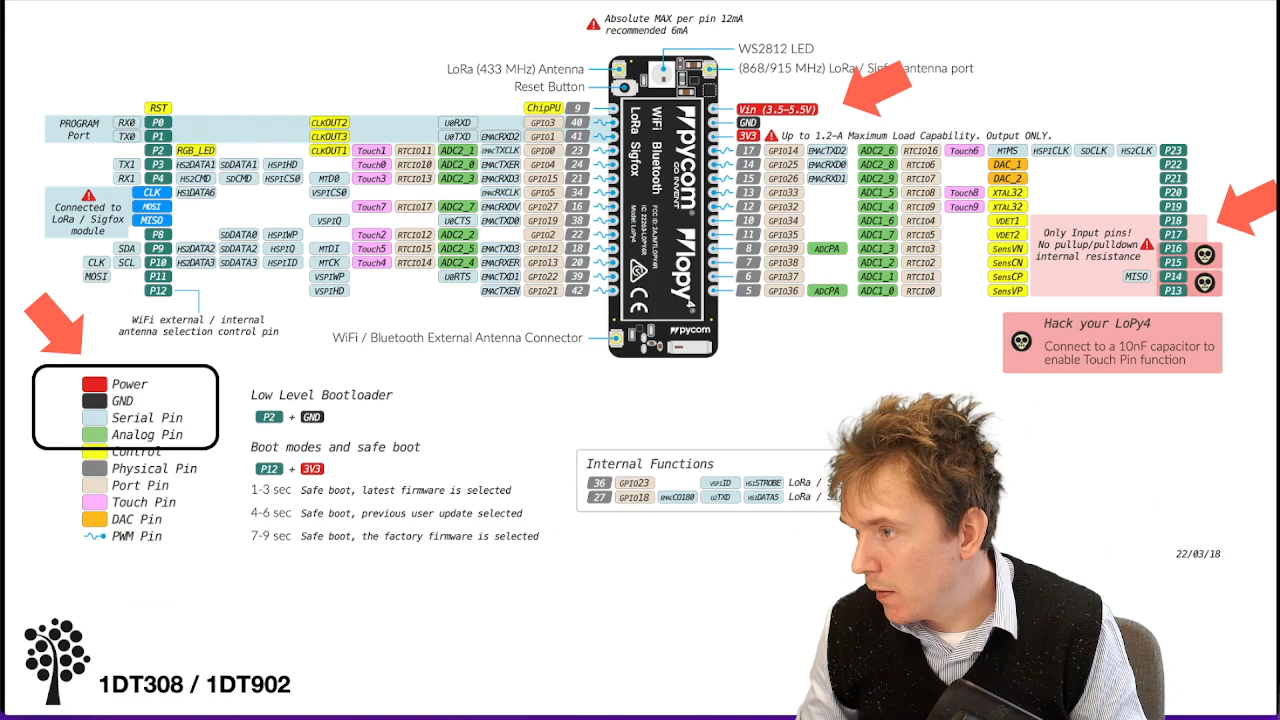 Absolute MAX per pin 12mA
recommended 6mA
WS2812 LED
LoRa (433 MHz) Antenna
(868/915 MHz) LoRa / Sigfox antenna port
Reset Button
RST ChipPU 9
Vin (3.5–5.5V)
PROGRAM
Port
RX0 P0 CLKOUT2 U0RXD GPIO3 40
GND
TX0 P1 CLKOUT3 U0TXD EMACRXD2 GPIO1 41
3V3 Up to 1.2–A Maximum Load Capability. Output ONLY.
P2 RGB_LED CLKOUT1 Touch1 RTCIO11 ADC2_1 EMACTXCLK GPIO0 23
17 GPIO14 EMACTXD2 ADC2_6 RTCIO16 Touch6 MTMS HSPICLK SDCLK HS2CLK P23
TX1 P3 HS2DATA1 SDDATA1 HSPIHD Touch0 RTCIO10 ADC2_0 EMACTXER GPIO4 24
14 GPIO25 EMACRXD0 ADC2_8 RTCIO6 DAC_1 P22
RX1 P4 HS2CMD SDCMD HSPICS0 MTDO Touch3 RTCIO13 ADC2_3 EMACRXD3 GPIO15 21
15 GPIO26 EMACRXD1 ADC2_9 RTCIO7 DAC_2 P21
Connected to
LoRa / Sigfox
module
CLK HS2DATA6 VSPICS0 EMACRXCLK GPIO5 34
13 GPIO33 ADC1_5 RTCIO8 Touch8 XTAL32 P20
MOSI Touch7 RTCIO17 ADC2_7 EMACRXDV GPIO27 16
12 GPIO32 ADC1_4 RTCIO9 Touch9 XTAL32 P19
MISO VSPIQ U0CTS EMACTXD0 GPIO19 38
10 GPIO34 ADC1_6 RTCIO4 VDET1 P18
P8 SDDATA0 HSPIWP Touch2 RTCIO12 ADC2_2 GPIO2 22
11 GPIO35 ADC1_7 RTCIO5 VDET2 P17
SDA P9 HS2DATA2 SDDATA2 HSPIQ MTDI Touch5 RTCIO15 ADC2_5 EMACTXD3 GPIO12 18
8 GPIO39 ADCPA ADC1_3 RTCIO3 SensVN P16
CLK SCL P10 HS2DATA3 SDDATA3 HSPIID MTCK Touch4 RTCIO14 ADC2_4 EMACRXER GPIO13 20
7 GPIO38 ADC1_2 RTCIO2 SensCN P15
MOSI P11 VSPIWP U0RTS EMACTXD1 GPIO22 39
6 GPIO37 ADC1_1 RTCIO1 SensCP MISO P14
P12 VSPIHD EMACTXEN GPIO21 42
5 GPIO36 ADCPA ADC1_0 RTCIO0 SensVP P13
Only Input pins!
No pullup/pulldown
internal resistance
WiFi Bluetooth
LoRa Sigfox
pycom
GO INVENT
lopy4
pycom
WiFi external / internal
antenna selection control pin
WiFi / Bluetooth External Antenna Connector
Hack your LoPy4
Connect to a 10nF capacitor to
enable Touch Pin function
Power
GND
Serial Pin
Analog Pin
Control
Physical Pin
Port Pin
Touch Pin
DAC Pin
PWM Pin
Low Level Bootloader
P2 + GND
Boot modes and safe boot
P12 + 3V3
1-3 sec Safe boot, latest firmware is selected
4-6 sec Safe boot, previous user update selected
7-9 sec Safe boot, the factory firmware is selected
Internal Functions
36 GPIO23 VSPIID HS1STROBE LoRa /
27 GPIO18 EMACCO180 U2TXD HS1DATA5 LoRa /
22/03/18
1DT308 / 1DT902